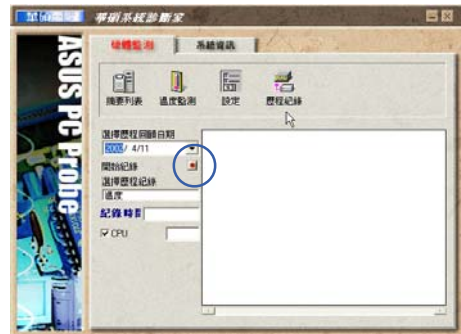 華碩系統診斷家
硬體監測 系統資訊
摘要列表 溫度監測 設定 歷程紀錄
ASUS PC Probe
選擇歷程回顧日期
2002/ 4/11
開始紀錄
選擇歷程紀錄
溫度
紀錄時間
CPU